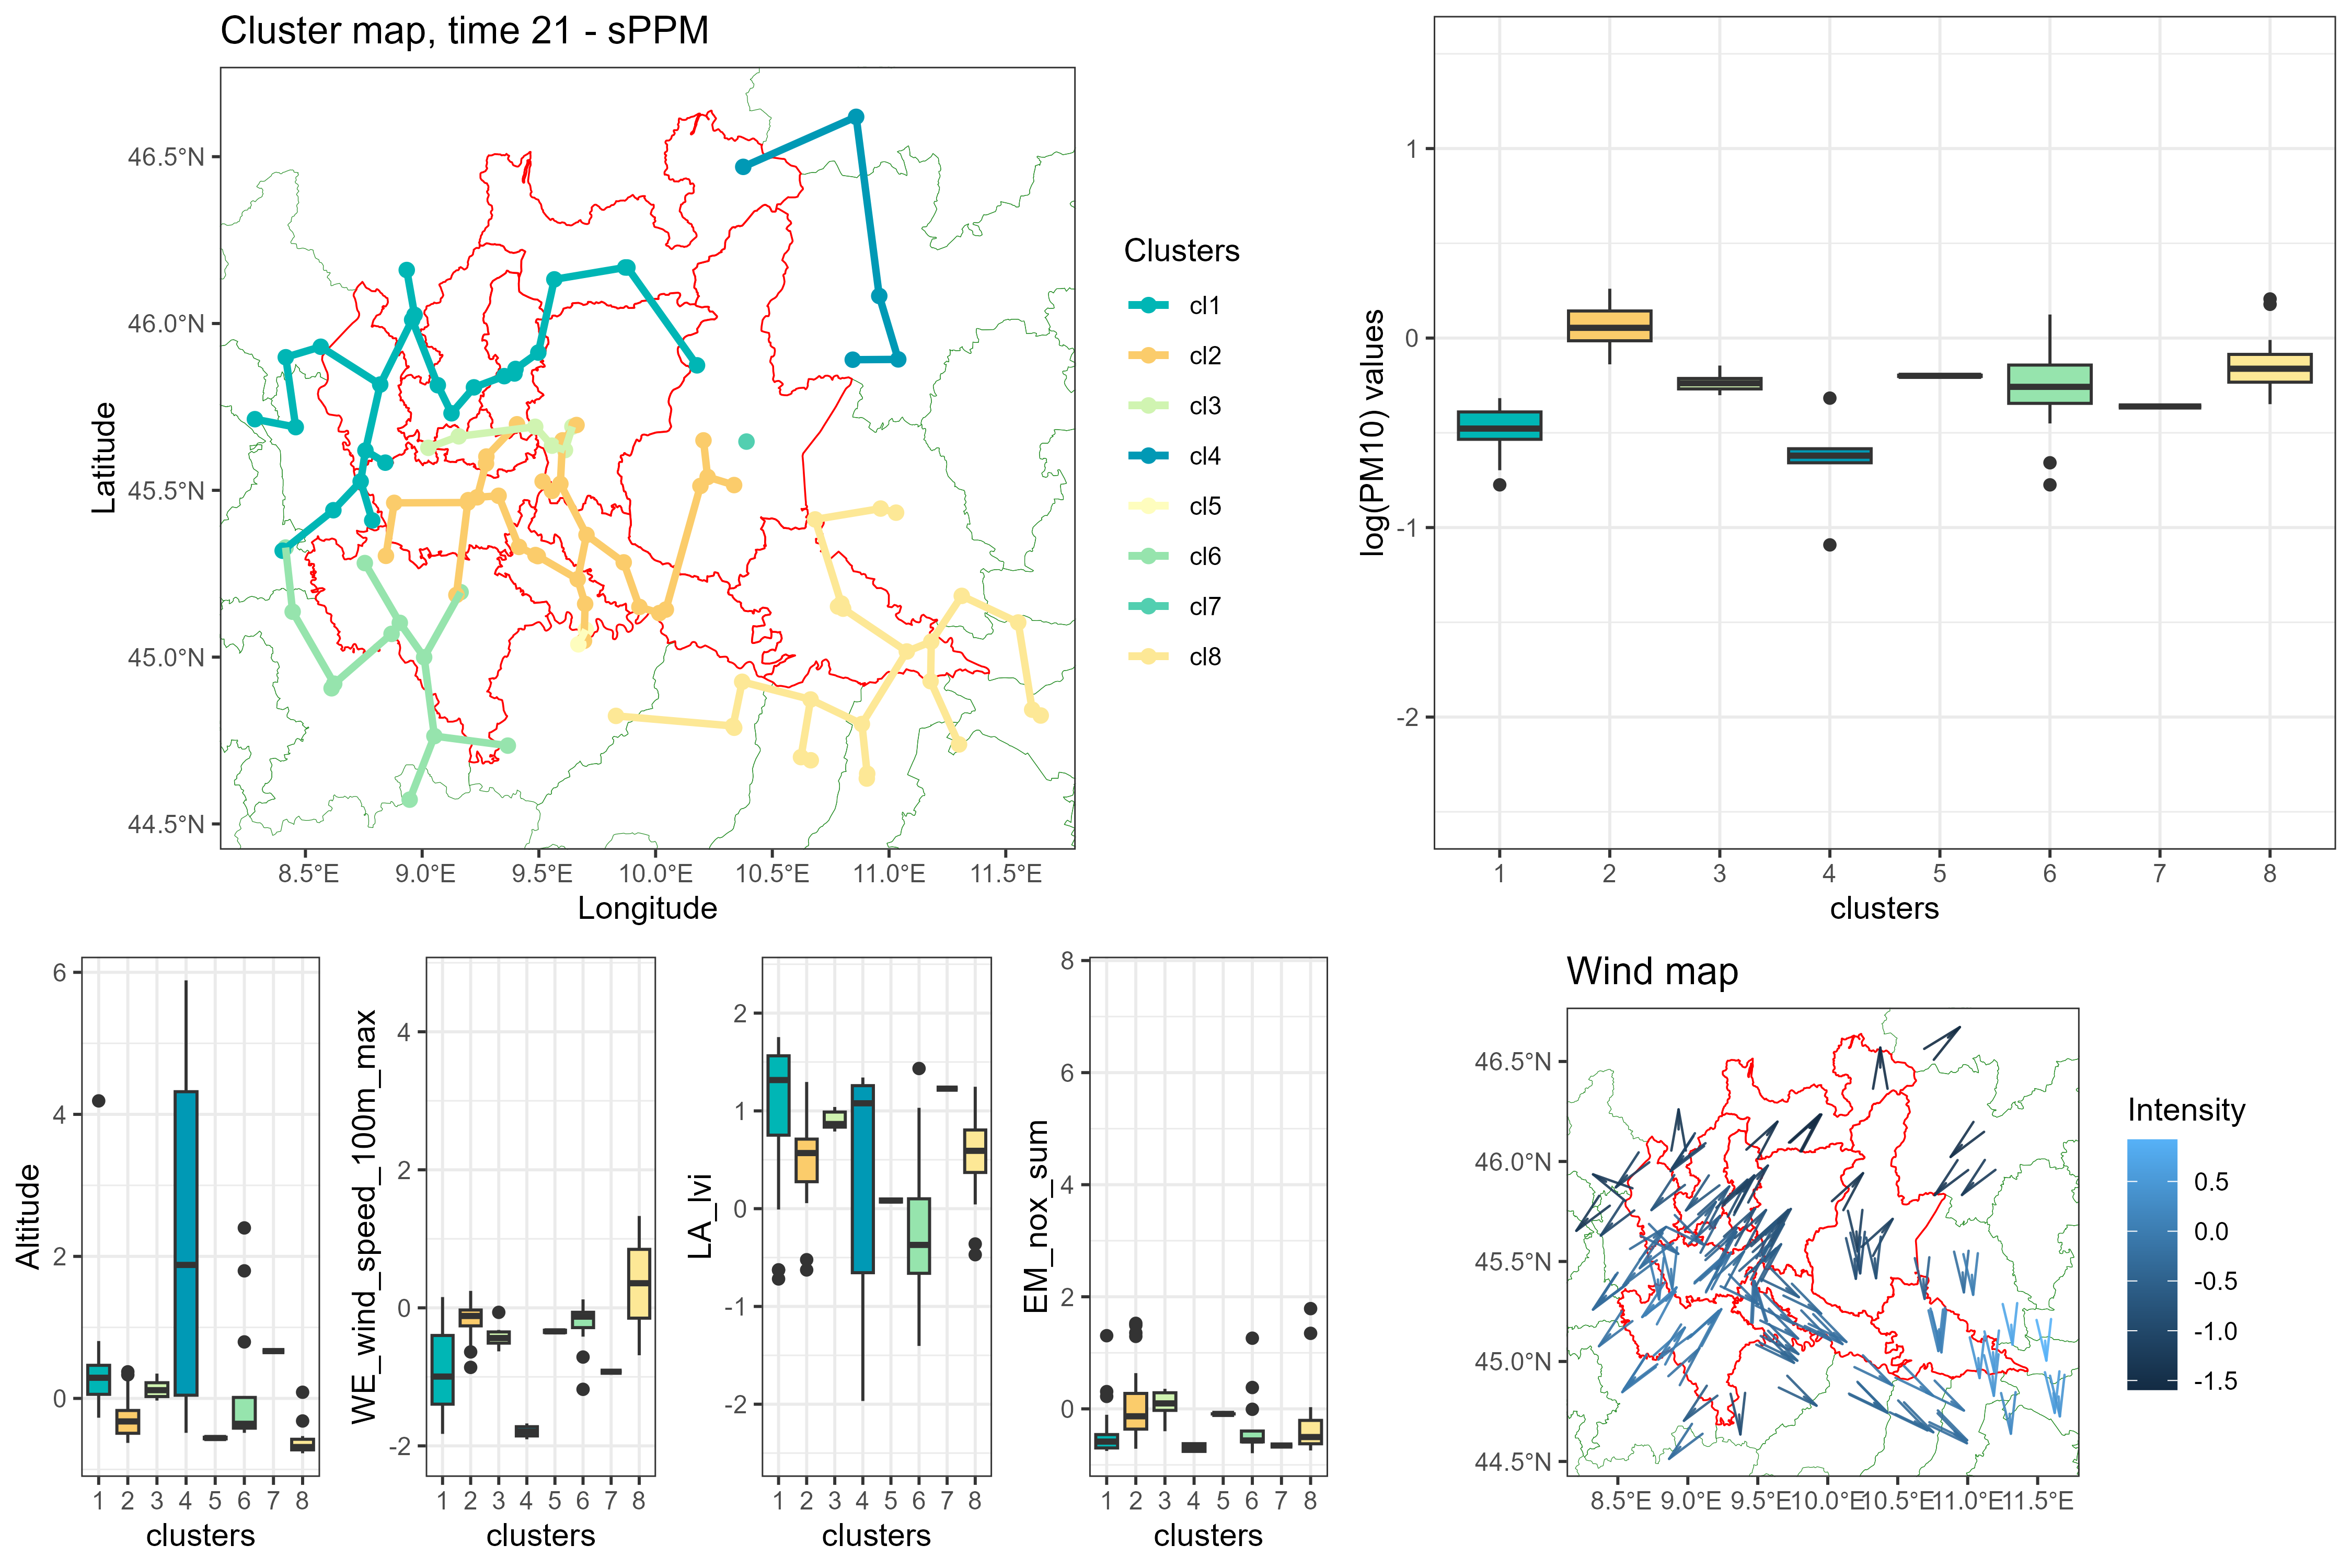 Cluster map, time 21 - sPPM
46.5°N
46.0°N
45.5°N
45.0°N
44.5°N
Latitude
8.5°E 9.0°E 9.5°E 10.0°E 10.5°E 11.0°E 11.5°E
Longitude
Clusters
cl1
cl2
cl3
cl4
cl5
cl6
cl7
cl8
log(PM10) values
1
0
-1
-2
1 2 3 4 5 6 7 8
clusters
Altitude
6
4
2
0
1 2 3 4 5 6 7 8
clusters
WE_wind_speed_100m_max
4
2
0
-2
1 2 3 4 5 6 7 8
clusters
LA_lvi
2
1
0
-1
-2
1 2 3 4 5 6 7 8
clusters
EM_nox_sum
8
6
4
2
0
1 2 3 4 5 6 7 8
clusters
Wind map
46.5°N
46.0°N
45.5°N
45.0°N
44.5°N
8.5°E 9.0°E 9.5°E 10.0°E 10.5°E 11.0°E 11.5°E
Intensity
0.5
0.0
-0.5
-1.0
-1.5